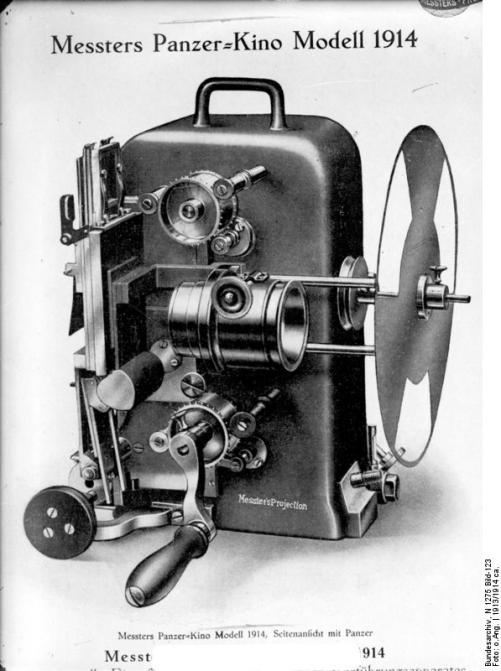 MESSTERS
Messters Panzer=Kino Modell 1914
Messter's Projection
Messters Panzer=Kino Modell 1914, Seitenansicht mit Panzer
Messt 914
Bundesarchiv, N 1275 Bild-123
Foto: o.Ang. | 1913/1914 ca.